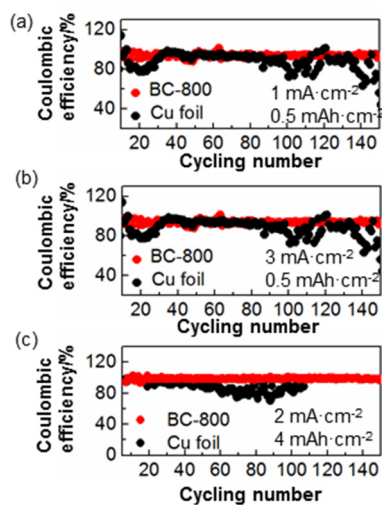 (a)
Coulombic
efficiency/%
120
80
40
BC-800
1 mA·cm-2
Cu foil
0.5 mAh·cm-2
20 40 60 80 100 120 140
Cycling number
(b)
Coulombic
efficiency/%
120
80
40
BC-800
3 mA·cm-2
Cu foil
0.5 mAh·cm-2
20 40 60 80 100 120 140
Cycling number
(c)
Coulombic
efficiency/%
120
80
40
0
BC-800
2 mA·cm-2
Cu foil
4 mAh·cm-2
20 40 60 80 100 120 140
Cycling number